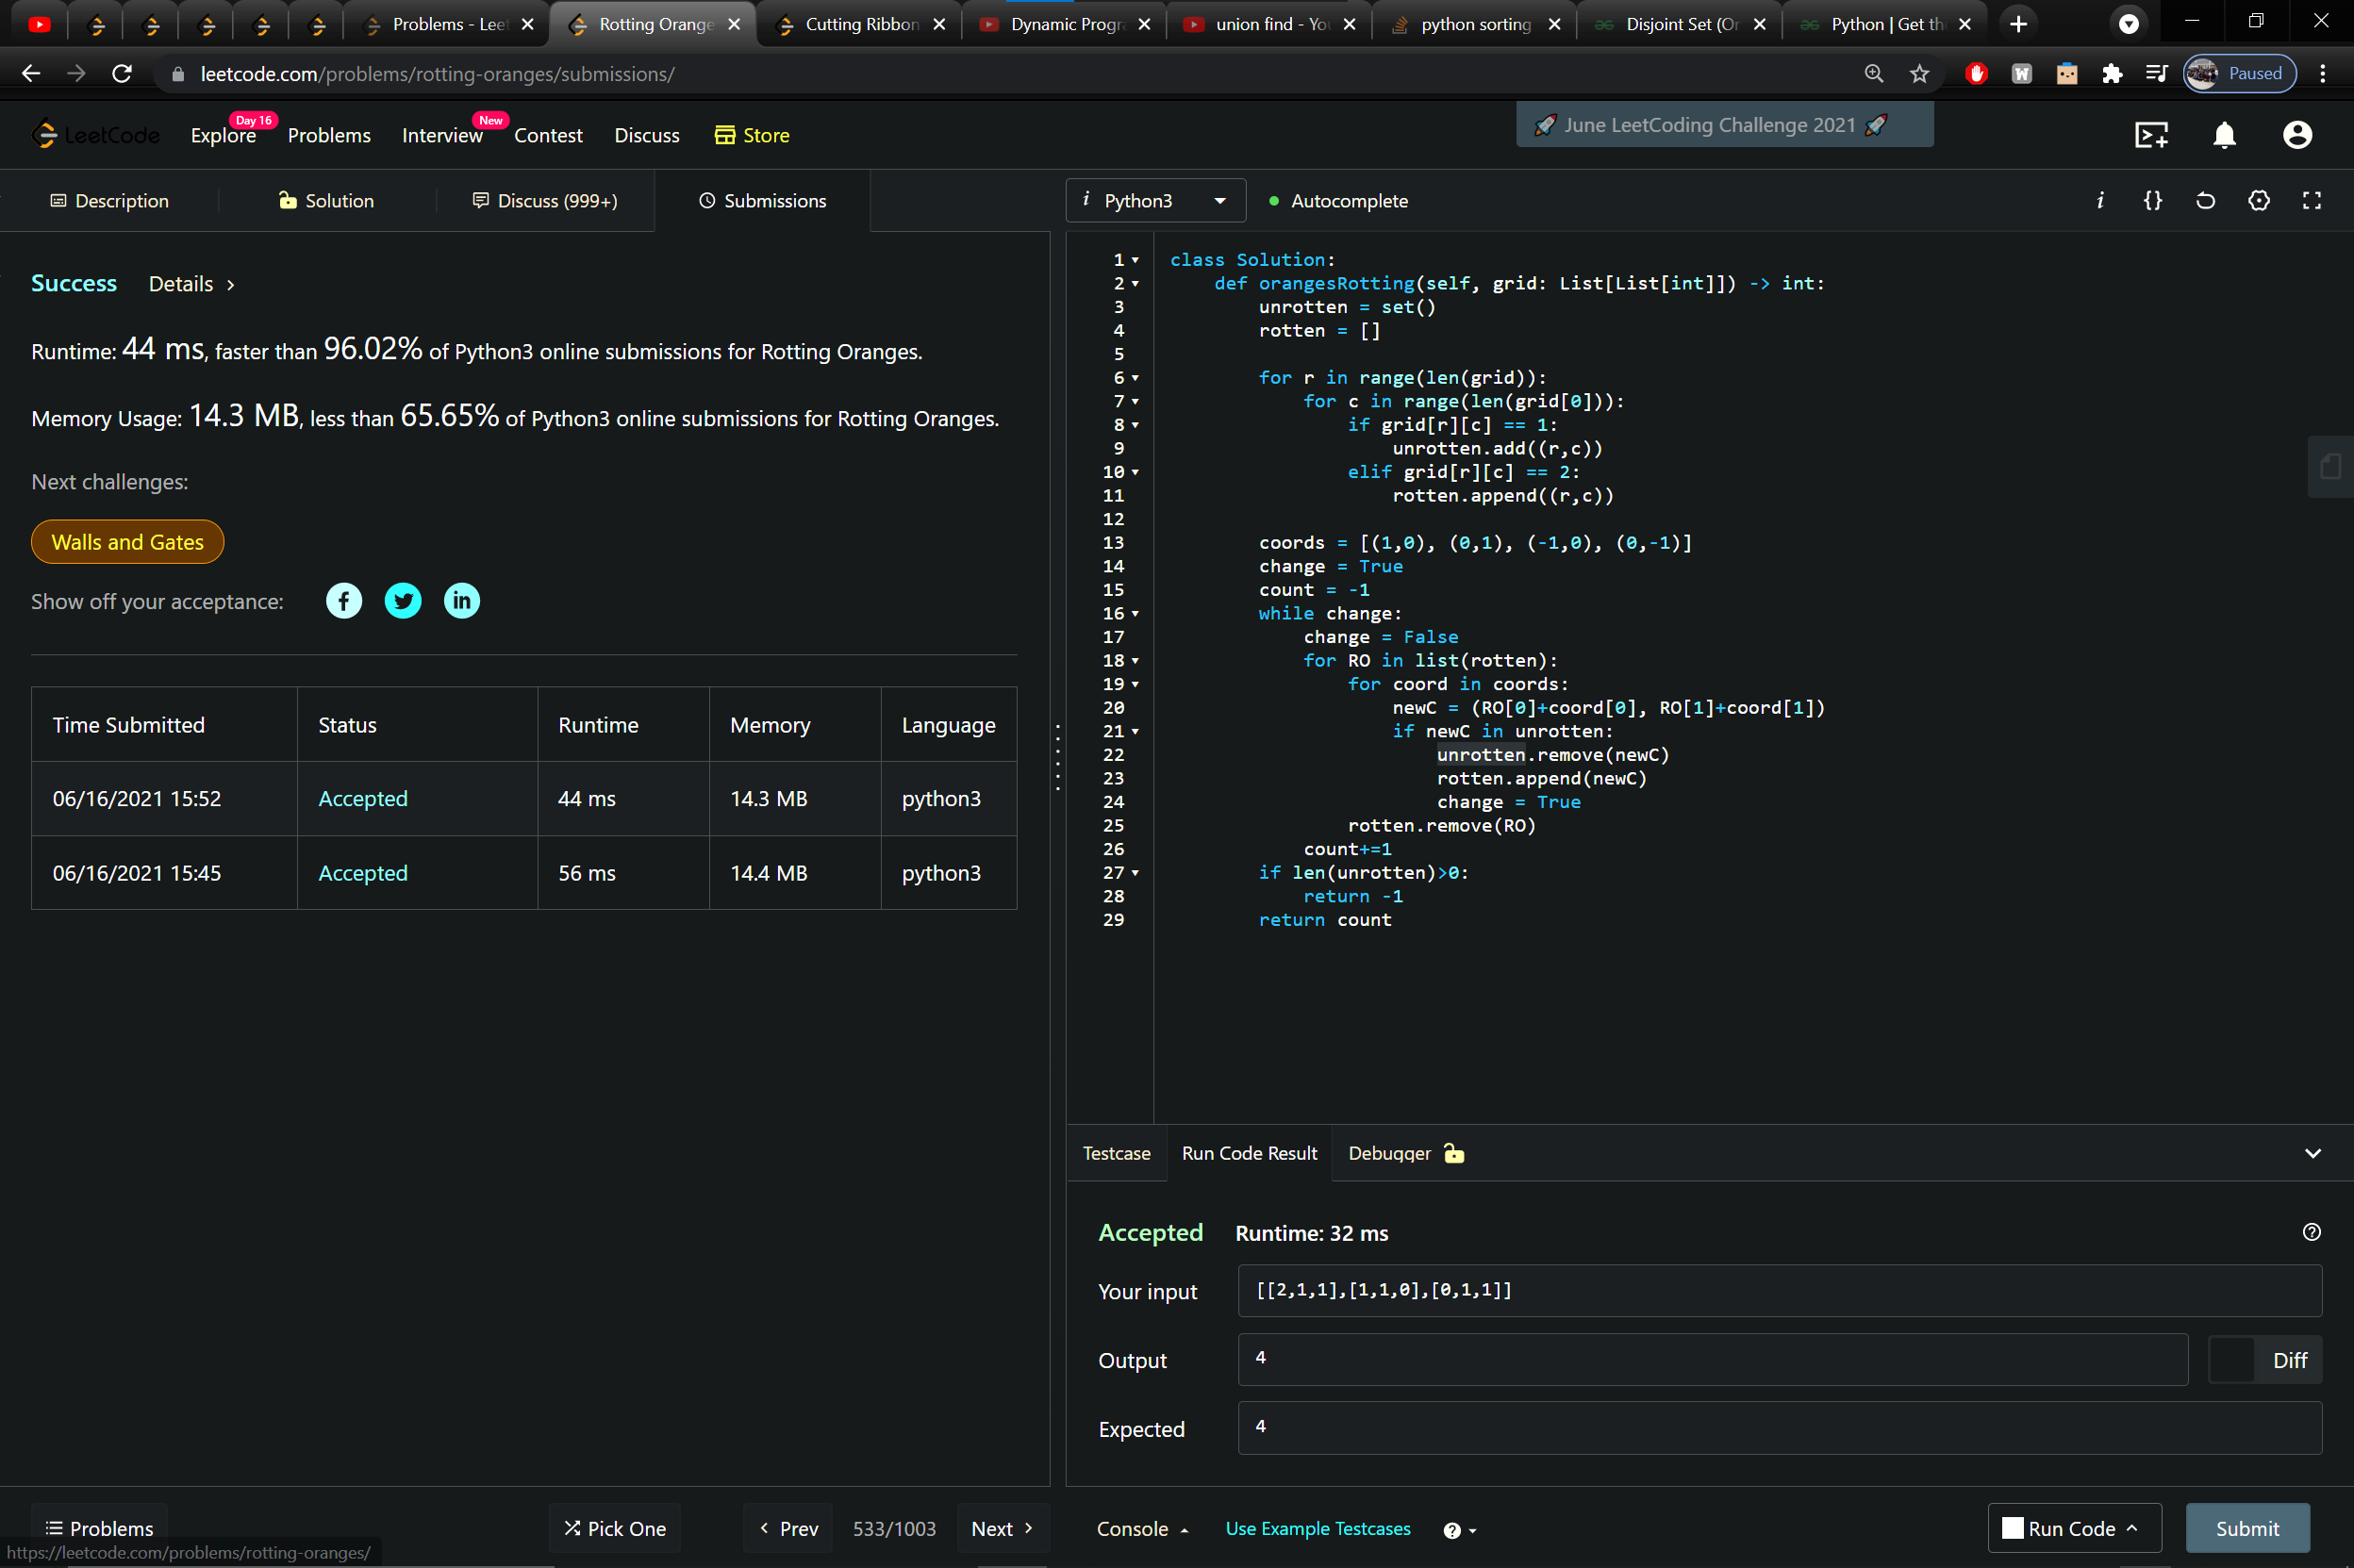 Problems - Leet
Rotting Orange
Cutting Ribbon
Dynamic Progra
union find - You
python sorting
Disjoint Set (Or
Python | Get th
leetcode.com/problems/rotting-oranges/submissions/
Paused
LeetCode
Explore
Day 16
Problems
Interview
New
Contest
Discuss
Store
🚀 June LeetCoding Challenge 2021 🚀
Description
Solution
Discuss (999+)
Submissions
i Python3
Autocomplete
i
{}
Success Details >
Runtime: 44 ms, faster than 96.02% of Python3 online submissions for Rotting Oranges.
Memory Usage: 14.3 MB, less than 65.65% of Python3 online submissions for Rotting Oranges.
Next challenges:
Walls and Gates
Show off your acceptance:
Time Submitted Status Runtime Memory Language
06/16/2021 15:52 Accepted 44 ms 14.3 MB python3
06/16/2021 15:45 Accepted 56 ms 14.4 MB python3
1 class Solution:
2     def orangesRotting(self, grid: List[List[int]]) -> int:
3         unrotten = set()
4         rotten = []
5
6         for r in range(len(grid)):
7             for c in range(len(grid[0])):
8                 if grid[r][c] == 1:
9                     unrotten.add((r,c))
10                 elif grid[r][c] == 2:
11                     rotten.append((r,c))
12
13         coords = [(1,0), (0,1), (-1,0), (0,-1)]
14         change = True
15         count = -1
16         while change:
17             change = False
18             for RO in list(rotten):
19                 for coord in coords:
20                     newC = (RO[0]+coord[0], RO[1]+coord[1])
21                     if newC in unrotten:
22                         unrotten.remove(newC)
23                         rotten.append(newC)
24                         change = True
25                 rotten.remove(RO)
26             count+=1
27         if len(unrotten)>0:
28             return -1
29         return count
Testcase
Run Code Result
Debugger
Accepted Runtime: 32 ms
Your input [[2,1,1],[1,1,0],[0,1,1]]
Output 4
Diff
Expected 4
Problems
Pick One
< Prev
533/1003
Next >
Console
Use Example Testcases
Run Code
Submit
https://leetcode.com/problems/rotting-oranges/